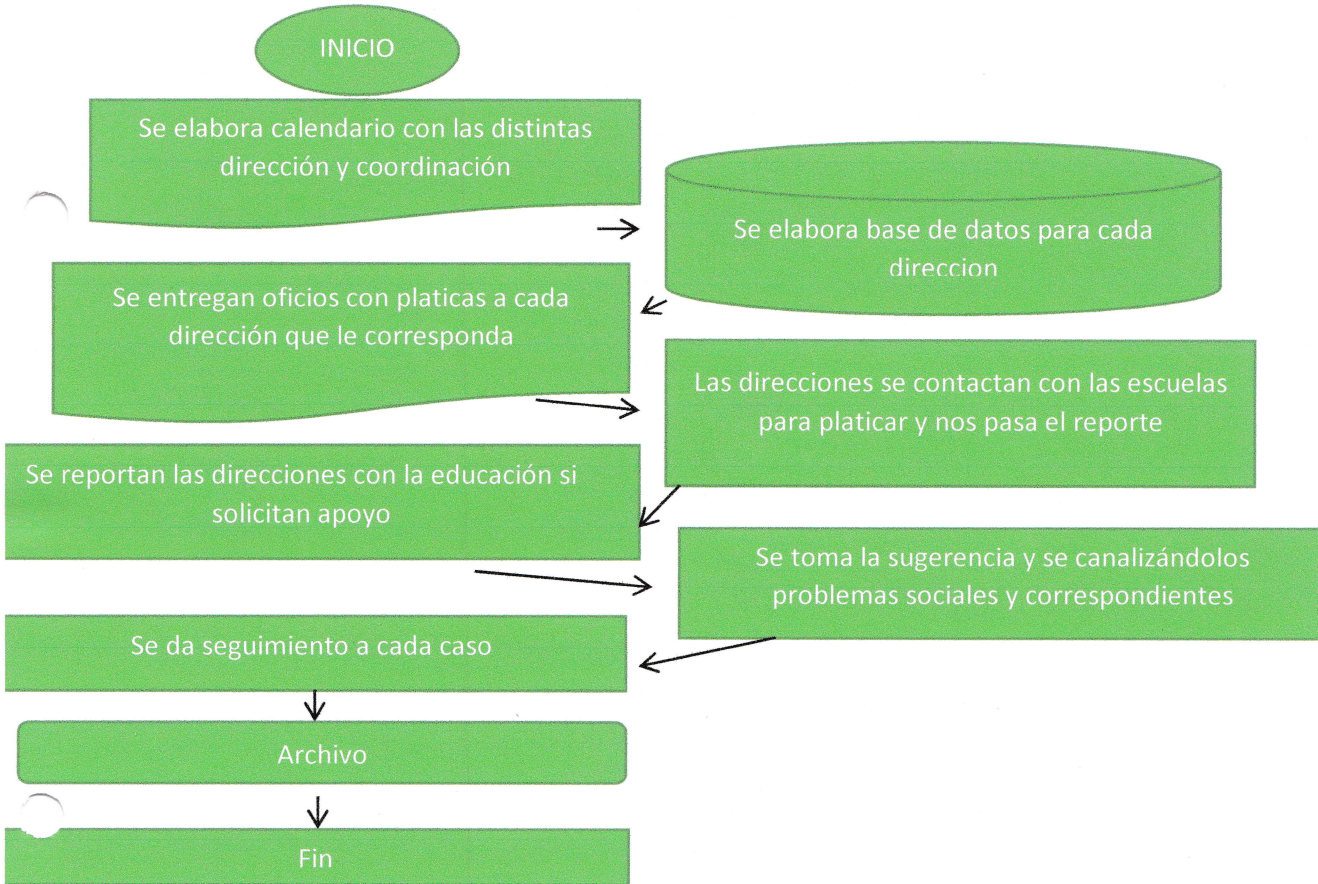 INICIO
Se elabora calendario con las distintas
dirección y coordinación
Se elabora base de datos para cada
direccion
Se entregan oficios con platicas a cada
dirección que le corresponda
Las direcciones se contactan con las escuelas
para platicar y nos pasa el reporte
Se reportan las direcciones con la educación si
solicitan apoyo
Se toma la sugerencia y se canalizándolos
problemas sociales y correspondientes
Se da seguimiento a cada caso
Archivo
Fin